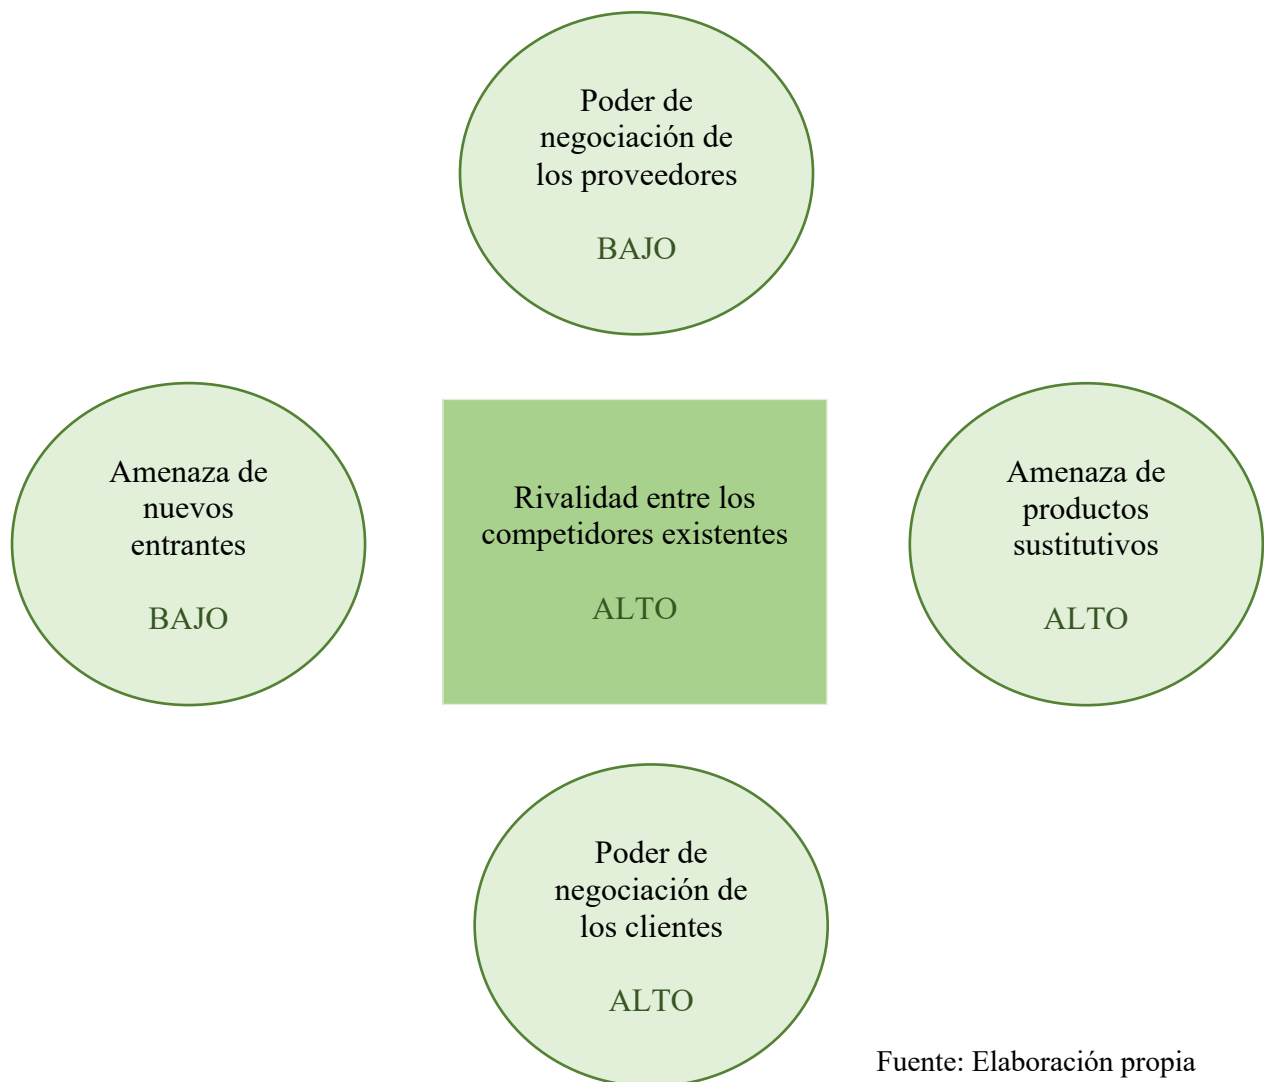 Poder de
negociación de
los proveedores
BAJO
Amenaza de
nuevos
entrantes
BAJO
Rivalidad entre los
competidores existentes
ALTO
Amenaza de
productos
sustitutivos
ALTO
Poder de
negociación de
los clientes
ALTO
Fuente: Elaboración propia